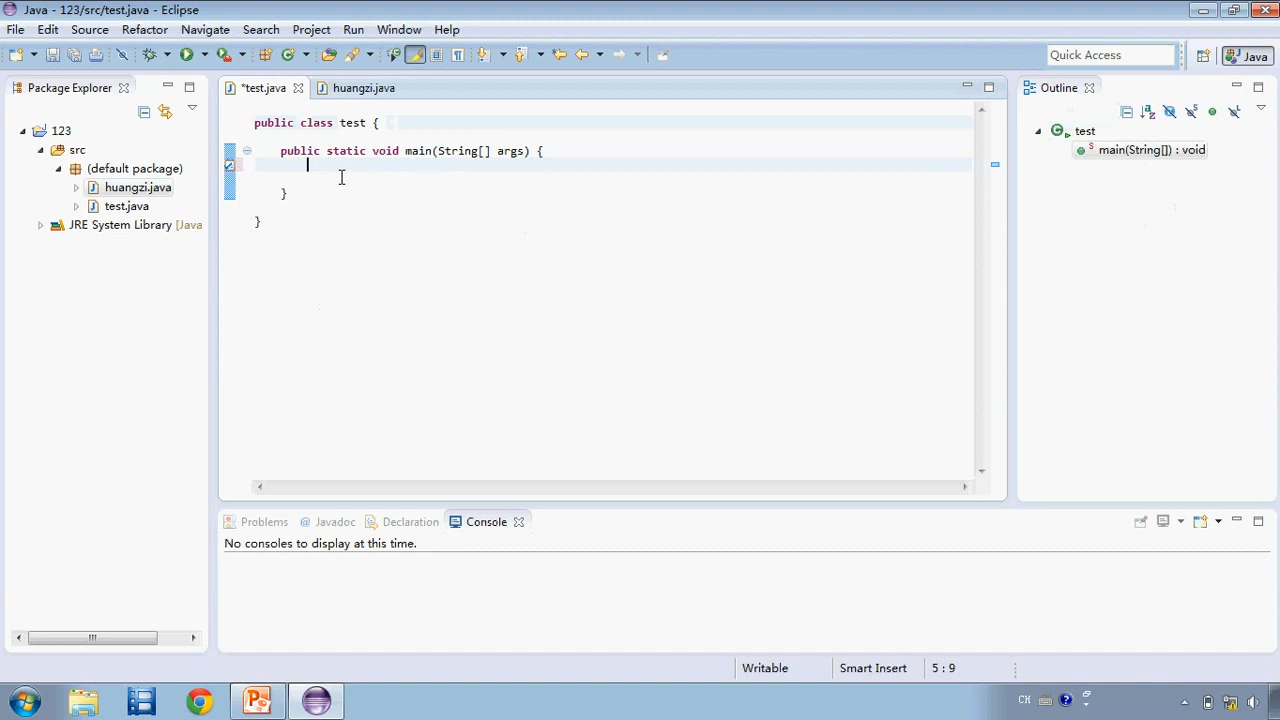 Java - 123/src/test.java - Eclipse
File Edit Source Refactor Navigate Search Project Run Window Help
Quick Access
Java
Package Explorer
*test.java
huangzi.java
Outline
123
src
(default package)
huangzi.java
test.java
JRE System Library [Java
public class test {
public static void main(String[] args) {
}
}
test
main(String[]) : void
Problems @ Javadoc Declaration Console
No consoles to display at this time.
Writable Smart Insert 5 : 9
CH